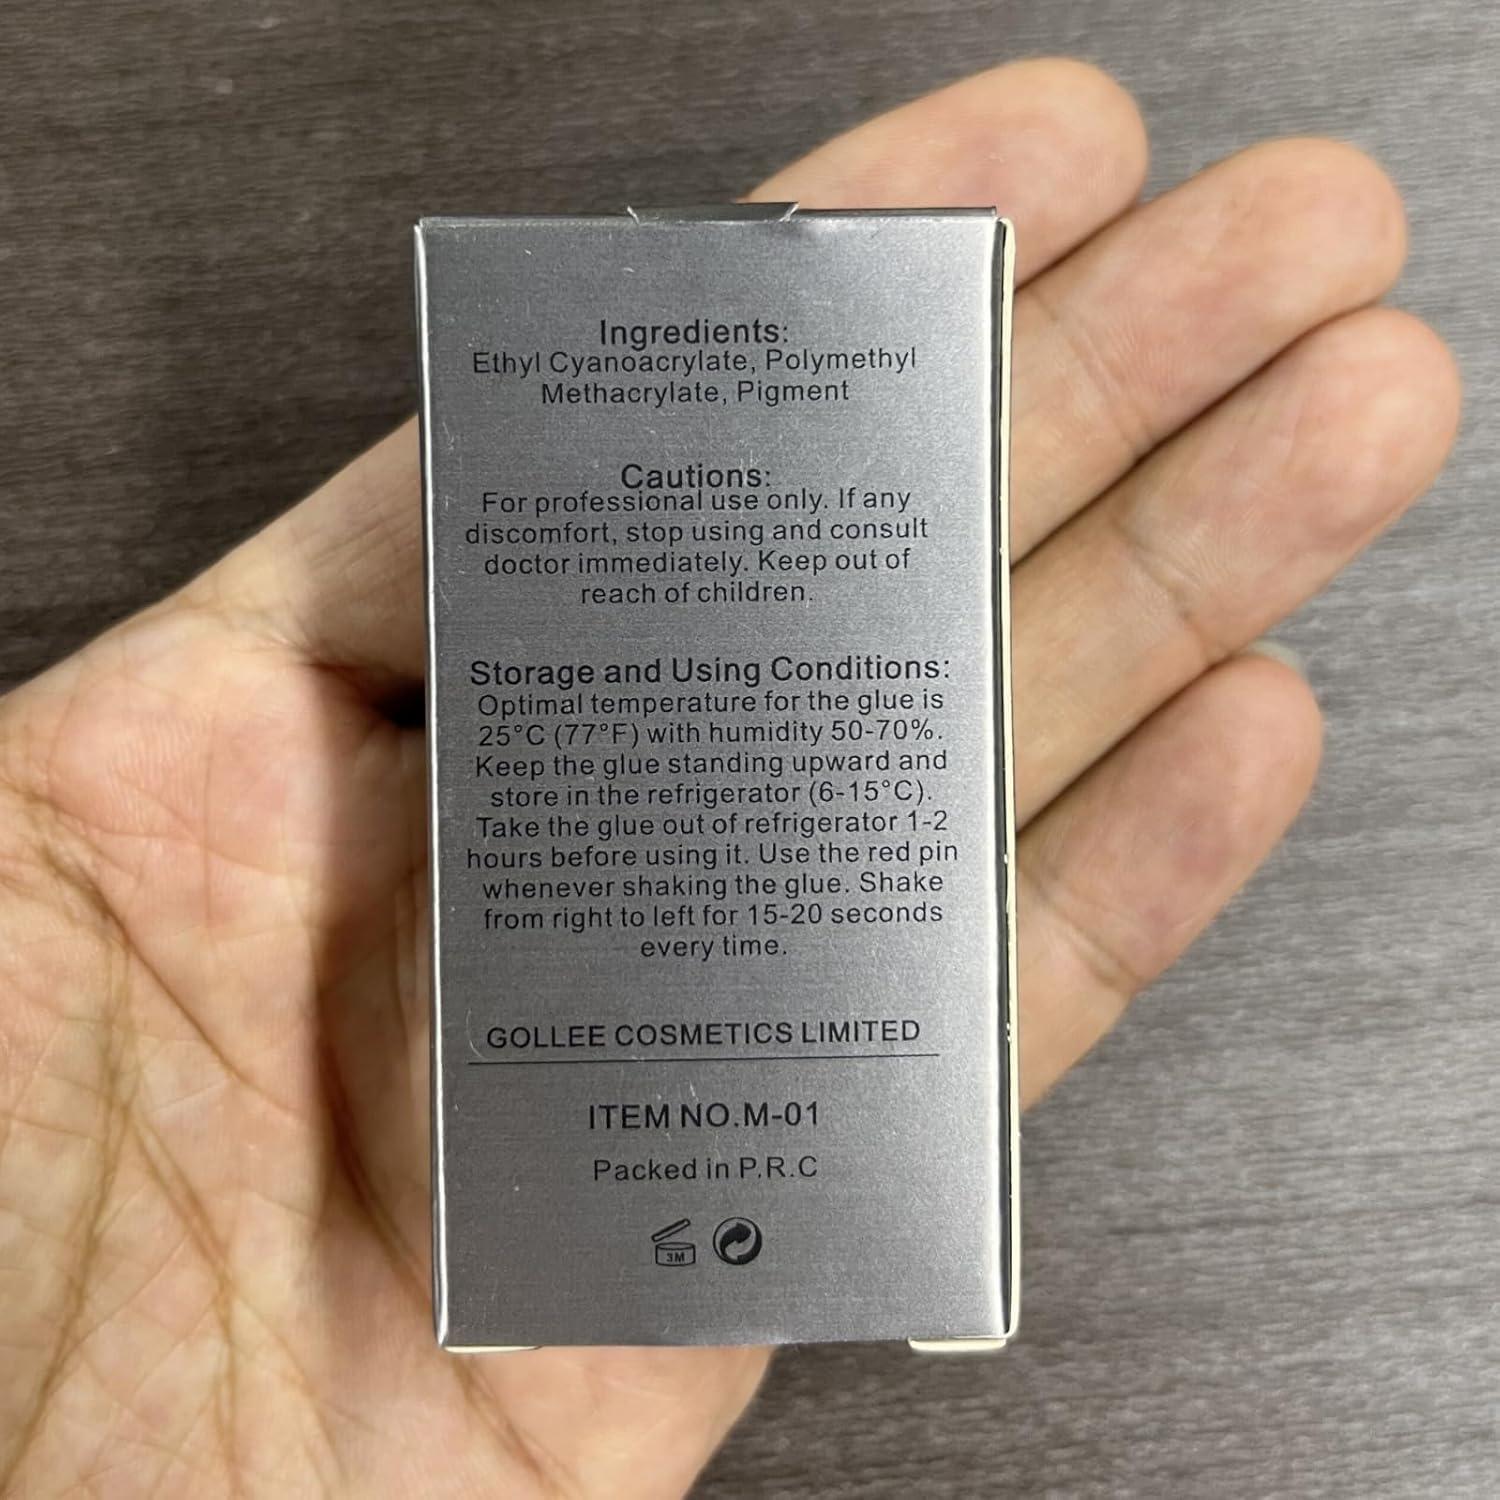 Ingredients:
Ethyl Cyanoacrylate, Polymethyl
Methacrylate, Pigment
Cautions:
For professional use only. If any
discomfort, stop using and consult
doctor immediately. Keep out of
reach of children.
Storage and Using Conditions:
Optimal temperature for the glue is
25°C (77°F) with humidity 50-70%.
Keep the glue standing upward and
store in the refrigerator (6-15°C).
Take the glue out of refrigerator 1-2
hours before using it. Use the red pin
whenever shaking the glue. Shake
from right to left for 15-20 seconds
every time.
GOLLEE COSMETICS LIMITED
ITEM NO.M-01
Packed in P.R.C
3M